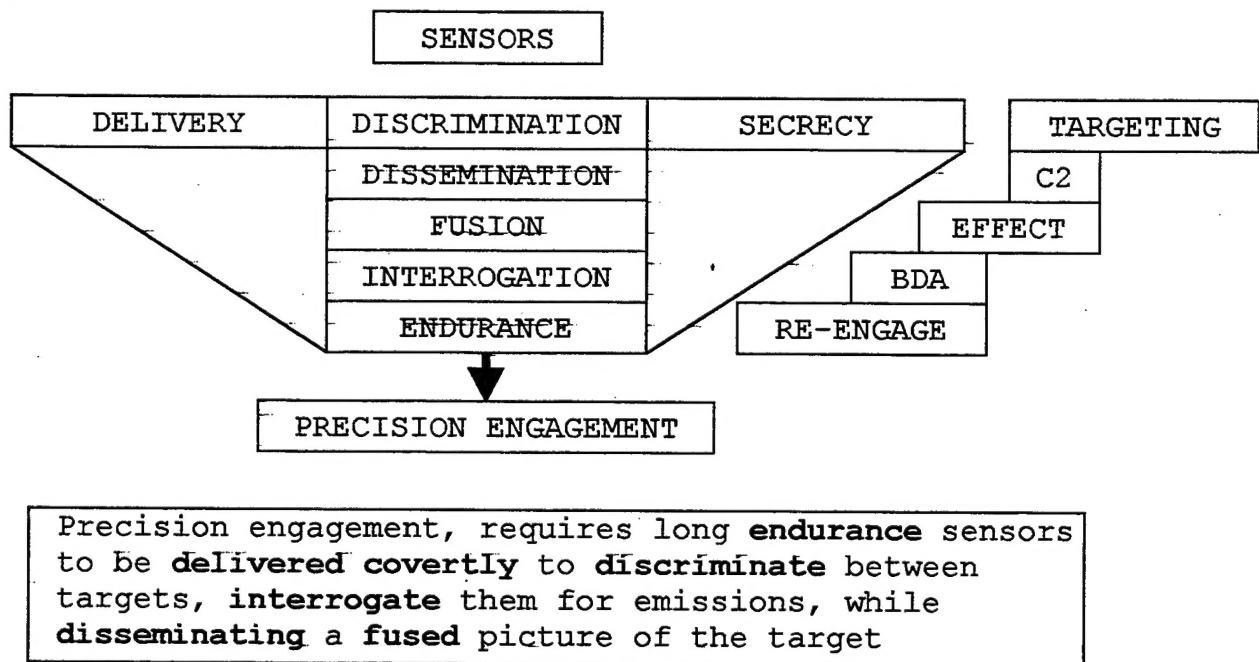 SENSORS
DELIVERY DISCRIMINATION SECRECY TARGETING
DISSEMINATION C2
FUSION EFFECT
INTERROGATION BDA
ENDURANCE RE-ENGAGE
PRECISION ENGAGEMENT
Precision engagement, requires long endurance sensors
to be delivered covertly to discriminate between
targets, interrogate them for emissions, while
disseminating a fused picture of the target